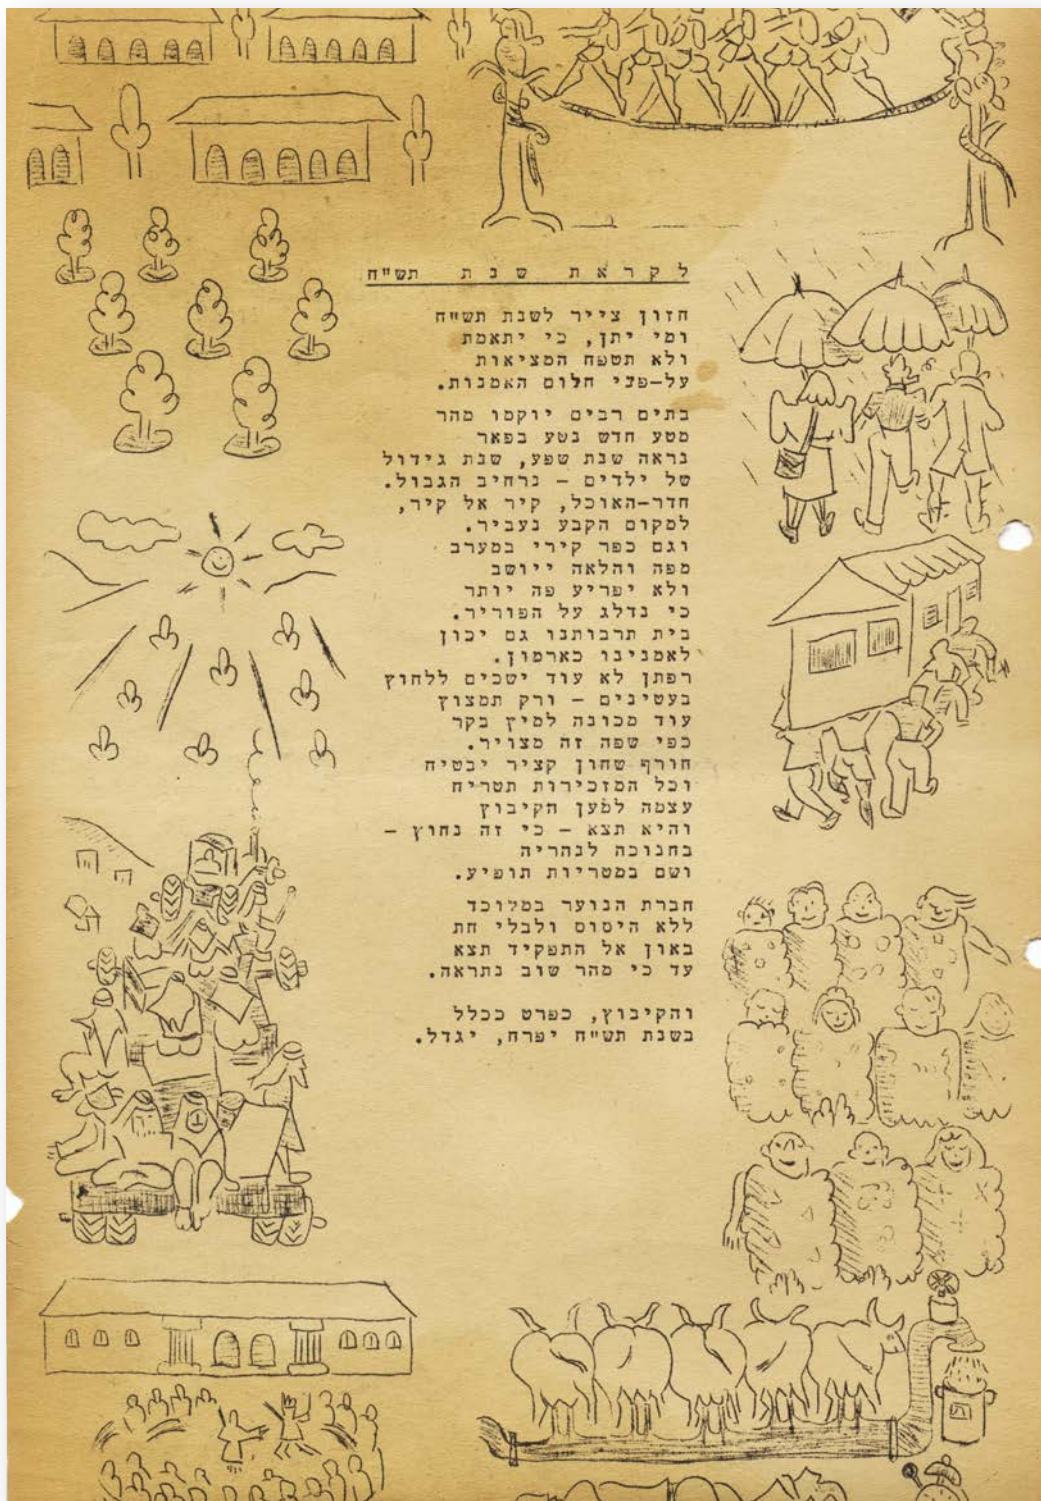 לקראת שנת תש"ח
חזון צייר לשנת תש"ח
ומי יתן, כי יתאמת
ולא תטפח המציאות
על-פני חלום האמנות.
בתים רבים יוקמו מהר
מטע חדש נטע בפאר
נראה שנת שפע, שנת גידול
של ילדים - נרחיב הגבול.
חדר-האוכל, קיר אל קיר,
למקום הקבע נעביר.
וגם כפר קירי במערב
מפה והלאה ייושב
ולא יפריע פה יותר
כי נדלג על הפוריר.
בית תרבותנו גם יכון
לאמנינו כארמון.
רפתן לא עוד ישכים ללחוץ
בעטינים - ורק תמצוץ
עוד מכונה למיץ בקר
כפי שפה זה מצויר.
חורף שחון קציר יבטיח
וכל המזכירות תטריח
עצמה למען הקיבוץ
והיא תצא - כי זה נחוץ -
בחנוכה לנהריה
ושם במטריות תופיע.
חברת הנוער במלוכד
ללא היסוס ולבלי חת
באון אל התפקיד תצא
עד כי מהר שוב נתראה.
והקיבוץ, כפרט ככלל
בשנת תש"ח יפרח, יגדל.